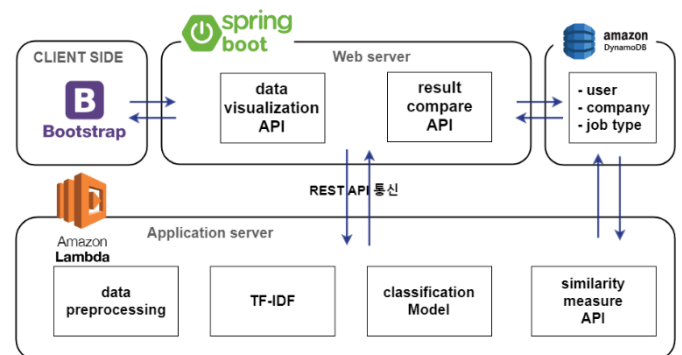 spring
boot
amazon
DynamoDB
CLIENT SIDE
Web server
B
Bootstrap
data
visualization
API
result
compare
API
- user
- company
- job type
REST API 통신
Amazon
Lambda
Application server
data
preprocessing
TF-IDF
classification
Model
similarity
measure
API